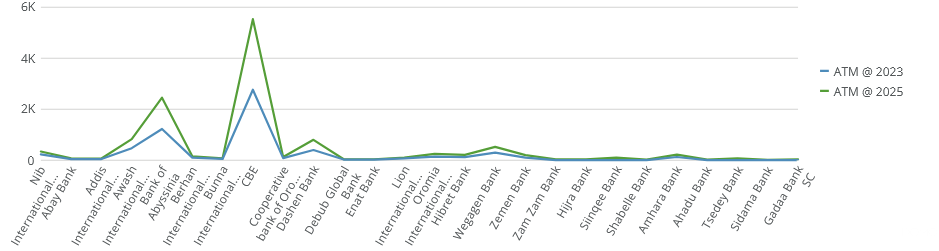 6K
4K
2K
0
ATM @ 2023
ATM @ 2025
Nib
International...
Abay Bank
Addis
International...
Awash
International...
Bank of
Abyssinia
Berhan
International...
Bunna
International...
CBE
Cooperative
bank of Oro...
Dashen Bank
Debub Global
Bank
Enat Bank
Lion
International...
Oromia
International...
Hibret Bank
Wegagen Bank
Zemen Bank
Zam Zam Bank
Hijra Bank
Siinqee Bank
Shabelle Bank
Amhara Bank
Ahadu Bank
Tsedey Bank
Sidama Bank
Gadaa Bank
SC